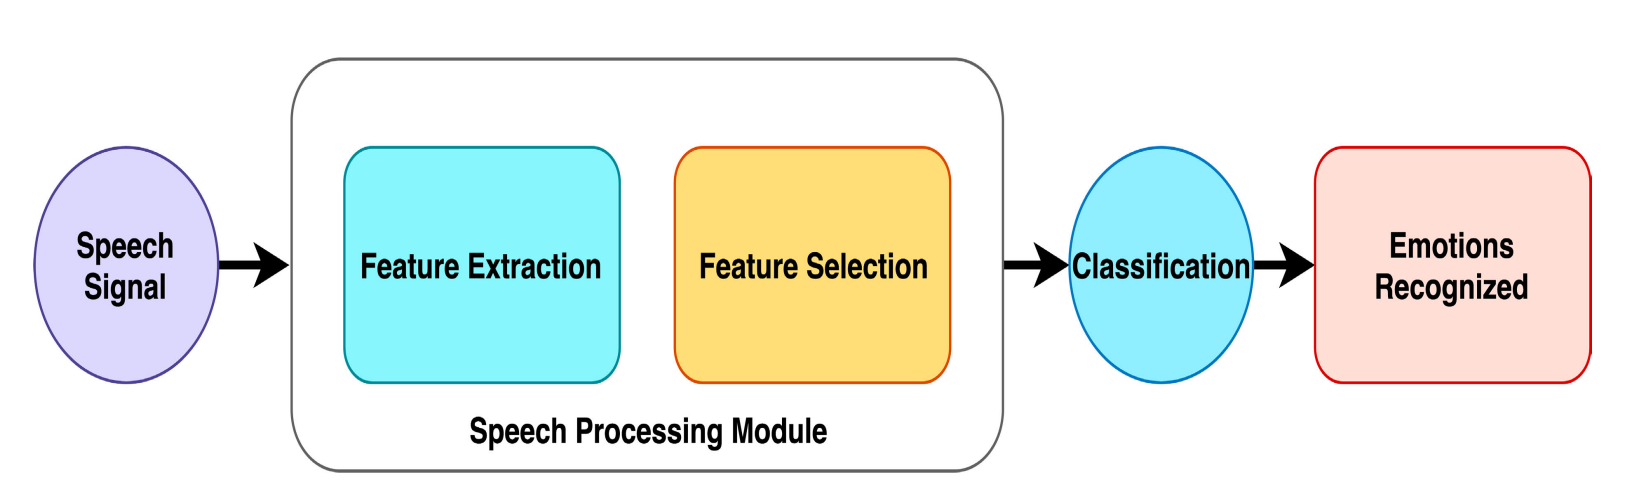 Speech
Signal
Feature Extraction
Feature Selection
Speech Processing Module
Classification
Emotions
Recognized